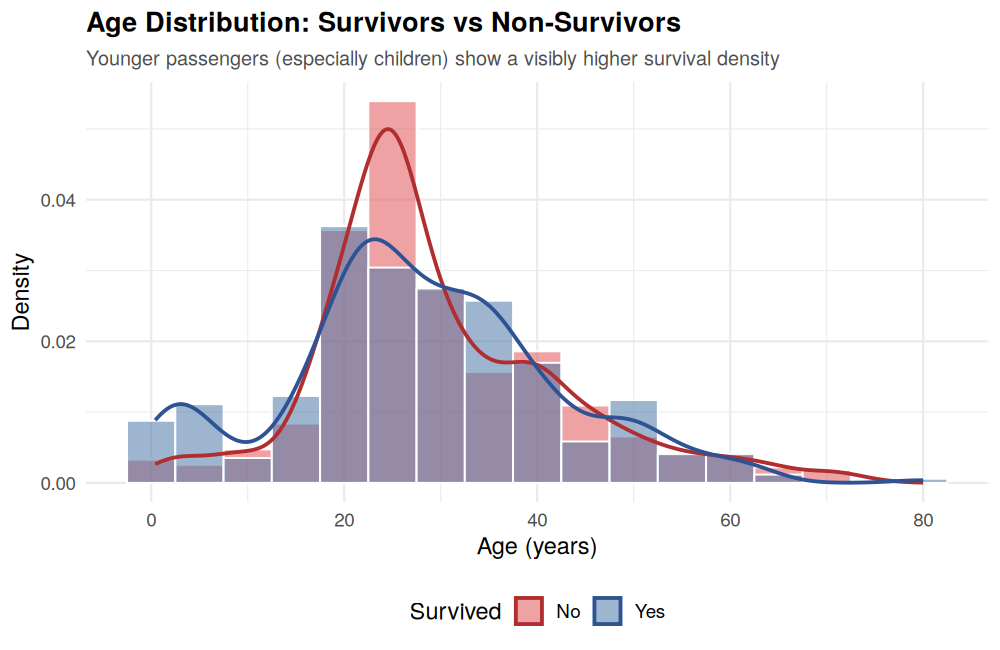 Age Distribution: Survivors vs Non-Survivors
Younger passengers (especially children) show a visibly higher survival density
Density
0.04
0.02
0.00
0 20 40 60 80
Age (years)
Survived No Yes